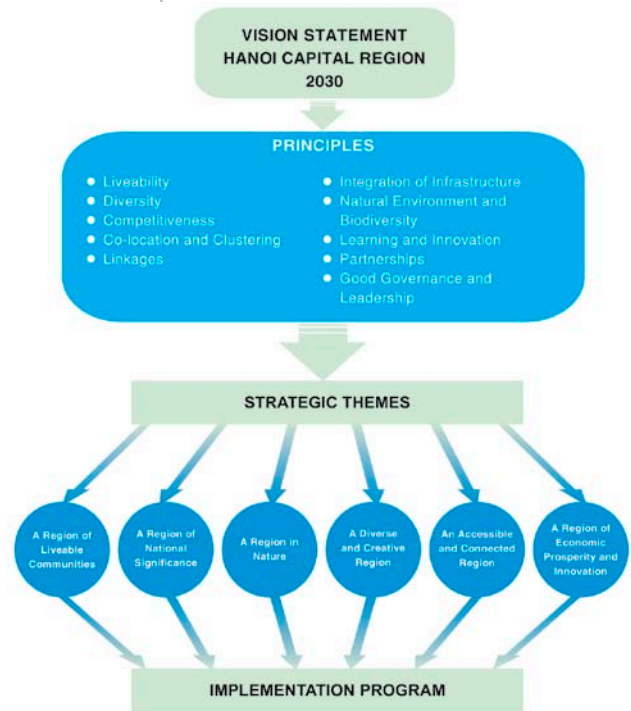 VISION STATEMENT
HANOI CAPITAL REGION
2030
PRINCIPLES
Liveability
Diversity
Competitiveness
Co-location and Clustering
Linkages
Integration of Infrastructure
Natural Environment and
Biodiversity
Learning and Innovation
Partnerships
Good Governance and
Leadership
STRATEGIC THEMES
A Region of
Liveable
Communities
A Region of
National
Significance
A Region in
Nature
A Diverse
and Creative
Region
An Accessible
and Connected
Region
A Region of
Economic
Prosperity and
Innovation
IMPLEMENTATION PROGRAM